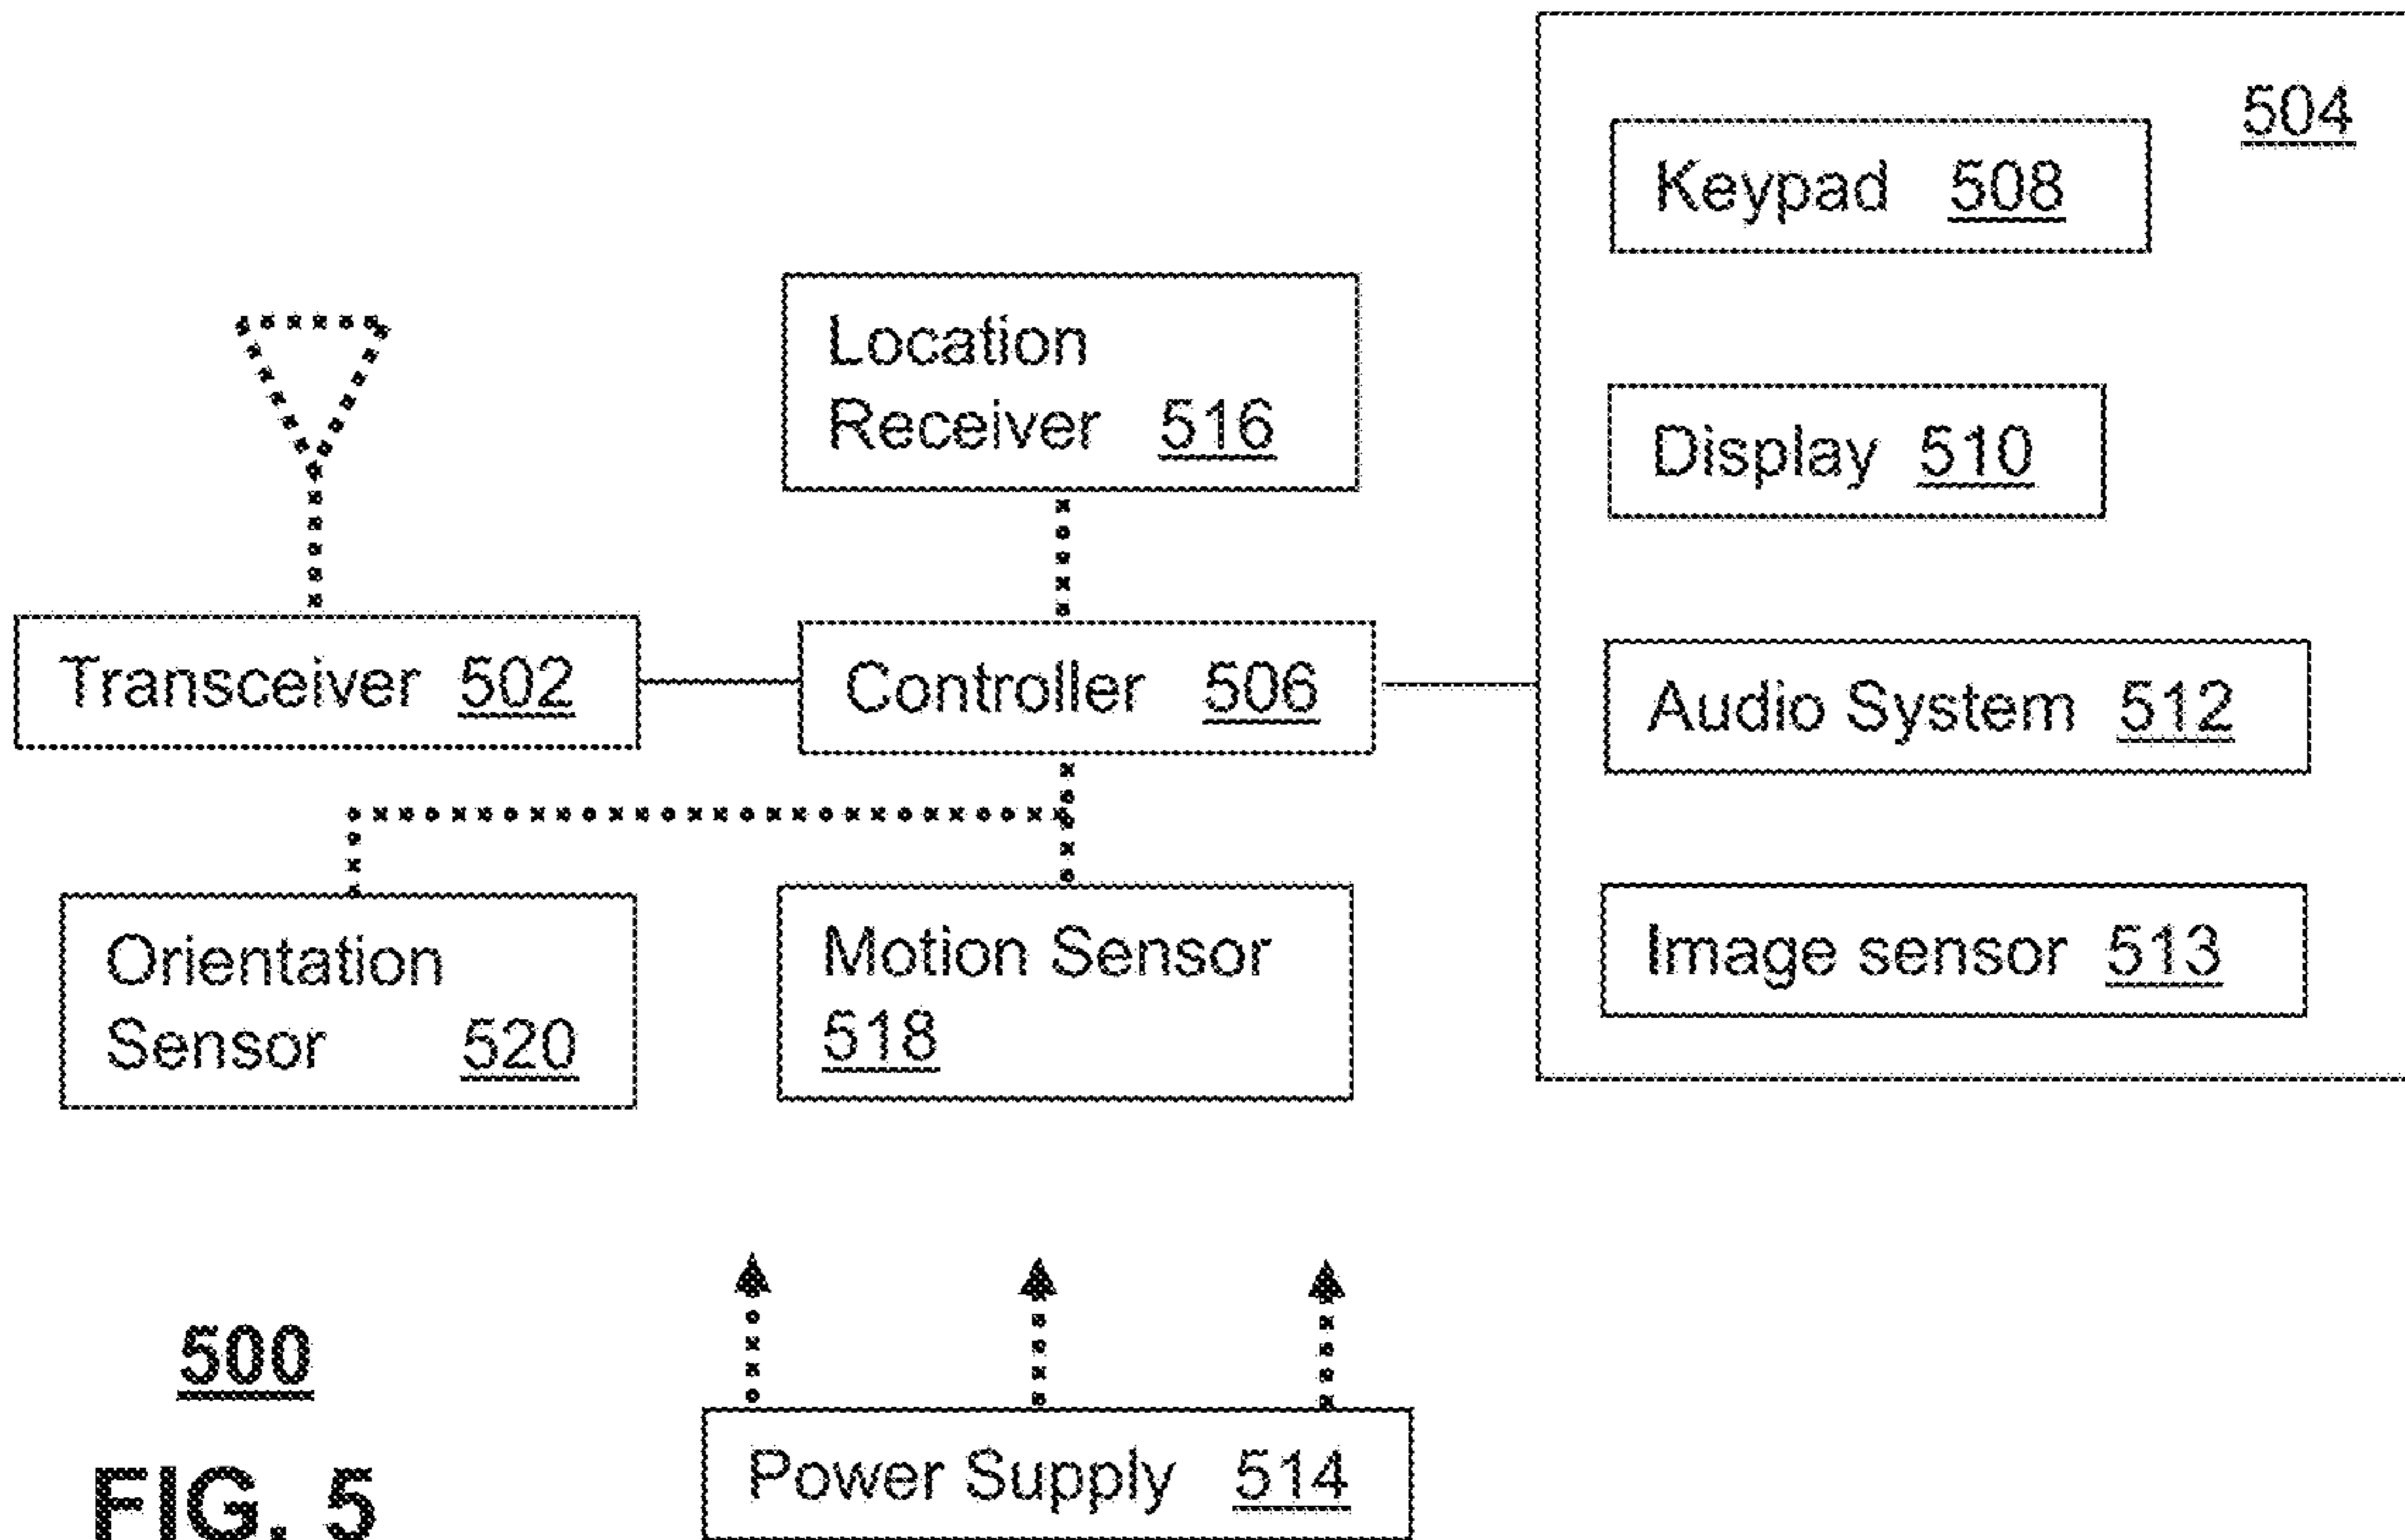 504
Keypad 508
Location
Receiver 516
Display 510
Transceiver 502
Controller 506
Audio System 512
Orientation
Sensor 520
Motion Sensor
518
Image sensor 513
500
FIG. 5
Power Supply 514